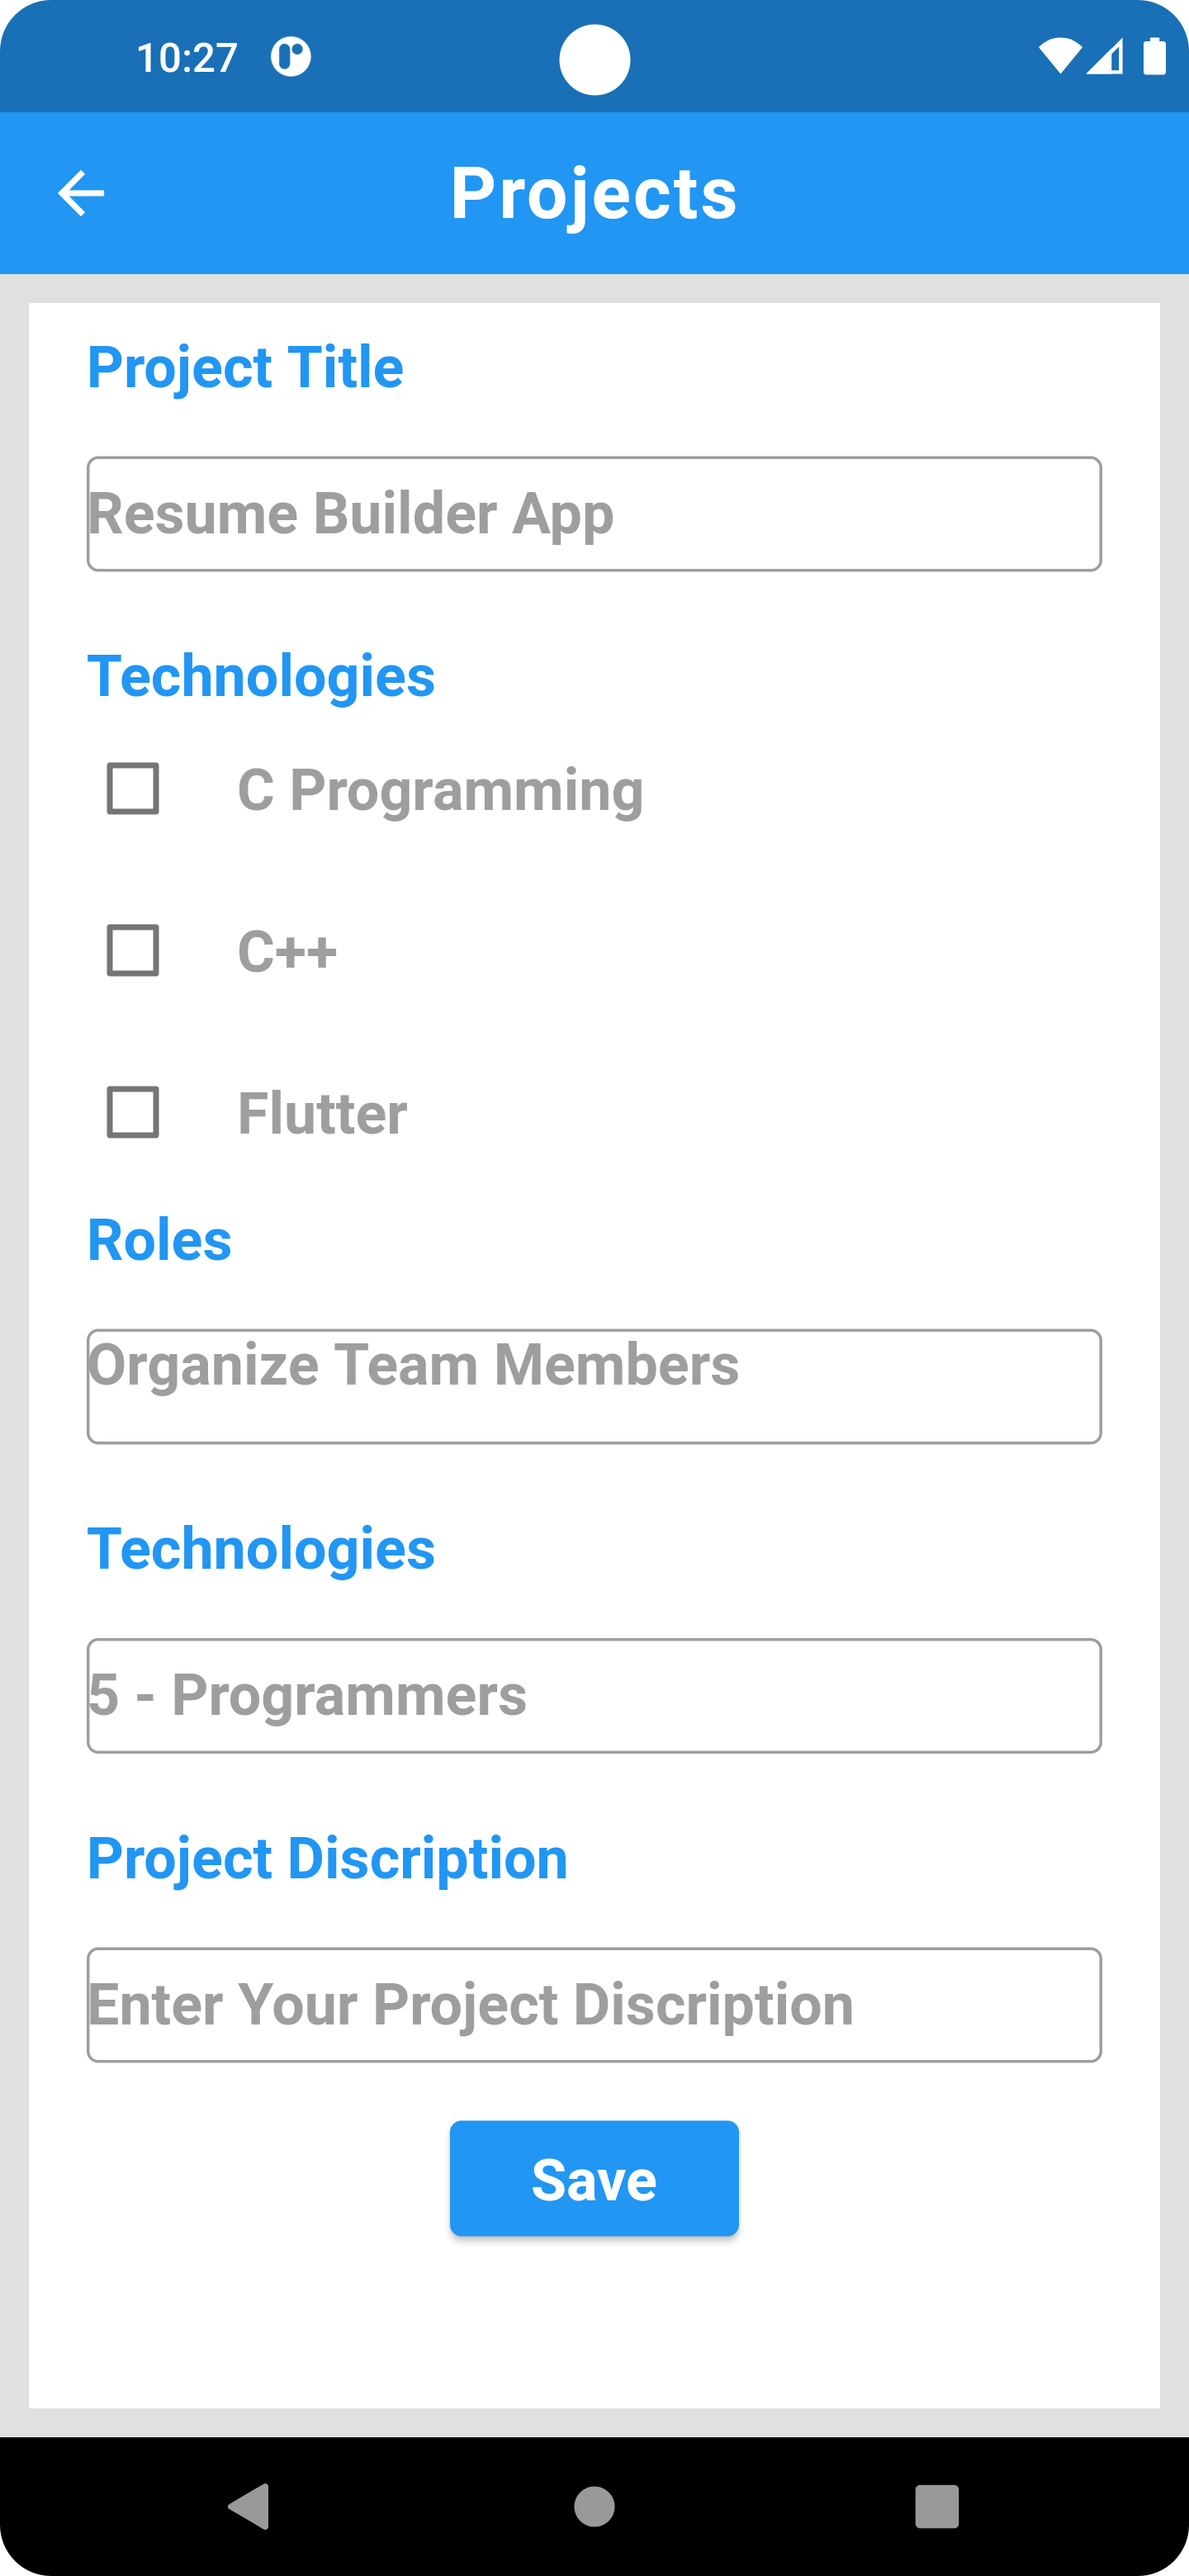 10:27
Projects
Project Title
Resume Builder App
Technologies
C Programming
C++
Flutter
Roles
Organize Team Members
Technologies
5 - Programmers
Project Discription
Enter Your Project Discription
Save